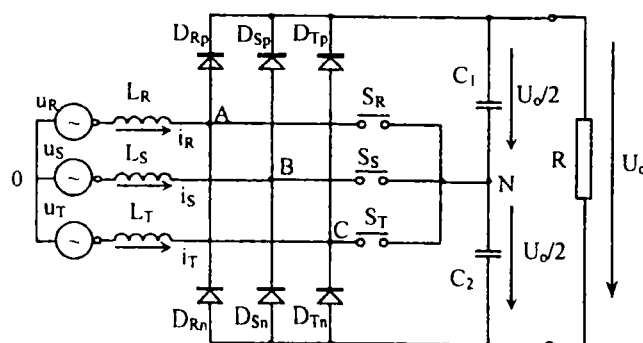 D_Rp D_Sp D_Tp
L_R
u_R
A
S_R
C_1
U_o/2
i_R
L_S
u_S
0
B
S_S
N
R
U_o
i_S
L_T
u_T
C
S_T
C_2
U_o/2
i_T
D_Rn D_Sn D_Tn